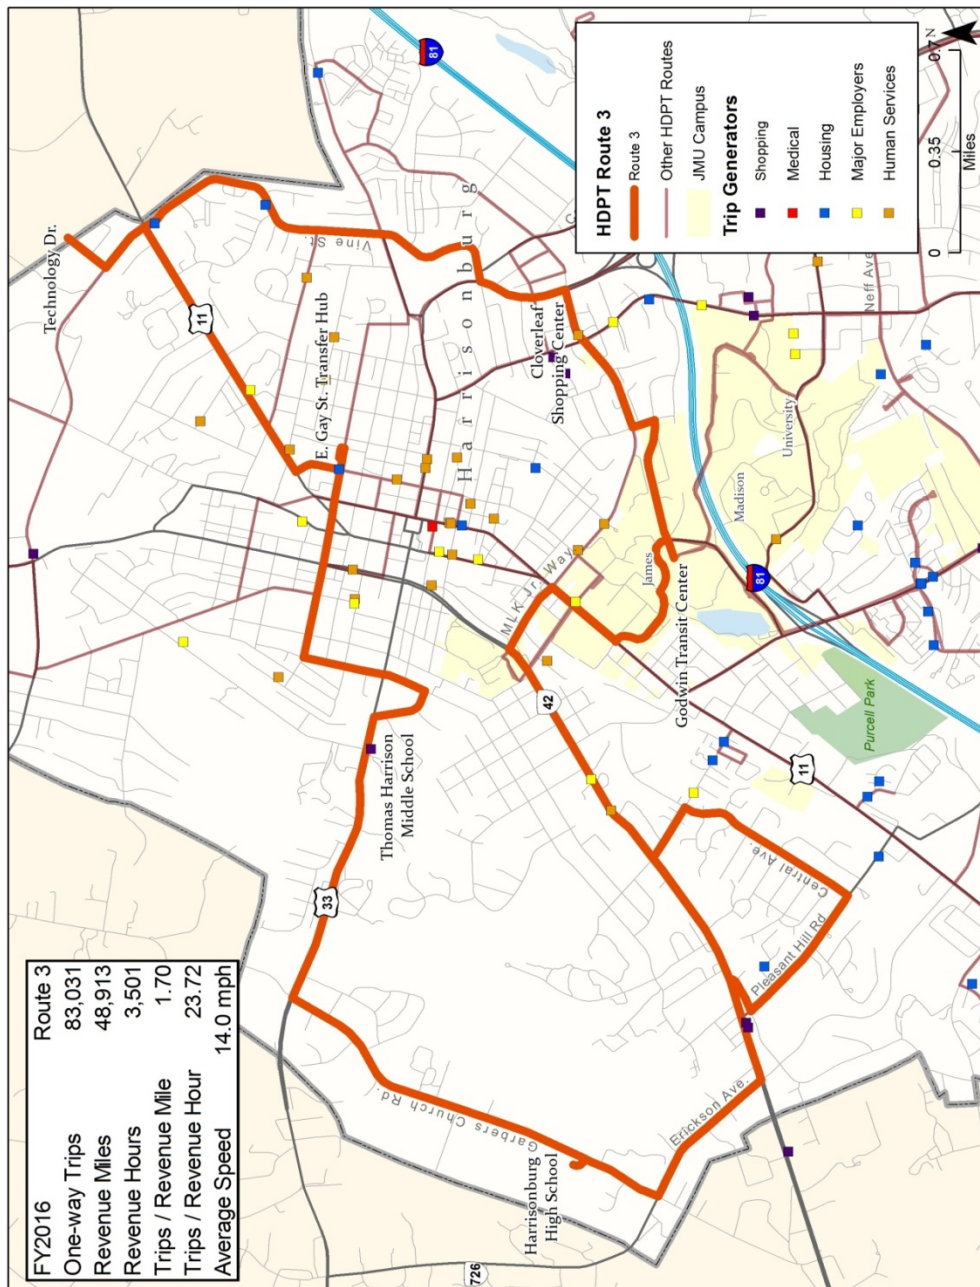 FY2016 Route 3
One-way Trips 83,031
Revenue Miles 48,913
Revenue Hours 3,501
Trips / Revenue Mile 1.70
Trips / Revenue Hour 23.72
Average Speed 14.0 mph
Technology Dr.
11
E. Gay St. Transfer Hub
Vine St.
81
Harrisonburg
Cloverleaf
Shopping Center
Thomas Harrison
Middle School
33
MLK Jr. Way
James
Madison
University
Godwin Transit Center
81
42
Purcell Park
11
Central Ave.
Pleasant Hill Rd
Garbers Church Rd.
Erickson Ave.
Harrisonburg
High School
726
Neff Ave
C
HDPT Route 3
Route 3
Other HDPT Routes
JMU Campus
Trip Generators
Shopping
Medical
Housing
Major Employers
Human Services
0 0.35 0.7
Miles
N